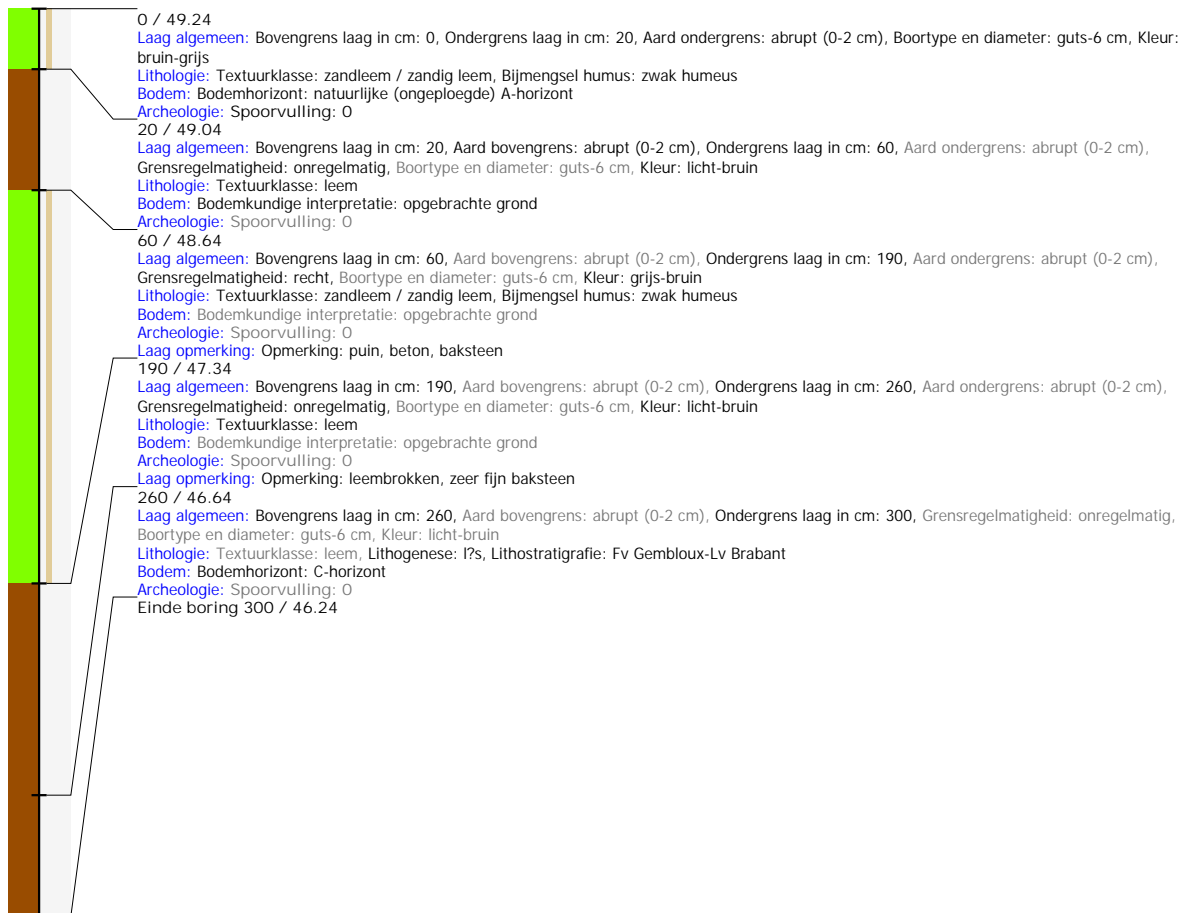 0 / 49.24
Laag algemeen: Bovengrens laag in cm: 0, Ondergrens laag in cm: 20, Aard ondergrens: abrupt (0-2 cm), Boortype en diameter: guts-6 cm, Kleur:
bruin-grijs
Lithologie: Textuurklasse: zandleem / zandig leem, Bijmengsel humus: zwak humeus
Bodem: Bodemhorizont: natuurlijke (ongeploegde) A-horizont
Archeologie: Spoorvulling: 0
20 / 49.04
Laag algemeen: Bovengrens laag in cm: 20, Aard bovengrens: abrupt (0-2 cm), Ondergrens laag in cm: 60, Aard ondergrens: abrupt (0-2 cm),
Grensregelmatigheid: onregelmatig, Boortype en diameter: guts-6 cm, Kleur: licht-bruin
Lithologie: Textuurklasse: leem
Bodem: Bodemkundige interpretatie: opgebrachte grond
Archeologie: Spoorvulling: 0
60 / 48.64
Laag algemeen: Bovengrens laag in cm: 60, Aard bovengrens: abrupt (0-2 cm), Ondergrens laag in cm: 190, Aard ondergrens: abrupt (0-2 cm),
Grensregelmatigheid: recht, Boortype en diameter: guts-6 cm, Kleur: grijs-bruin
Lithologie: Textuurklasse: zandleem / zandig leem, Bijmengsel humus: zwak humeus
Bodem: Bodemkundige interpretatie: opgebrachte grond
Archeologie: Spoorvulling: 0
Laag opmerking: Opmerking: puin, beton, baksteen
190 / 47.34
Laag algemeen: Bovengrens laag in cm: 190, Aard bovengrens: abrupt (0-2 cm), Ondergrens laag in cm: 260, Aard ondergrens: abrupt (0-2 cm),
Grensregelmatigheid: onregelmatig, Boortype en diameter: guts-6 cm, Kleur: licht-bruin
Lithologie: Textuurklasse: leem
Bodem: Bodemkundige interpretatie: opgebrachte grond
Archeologie: Spoorvulling: 0
Laag opmerking: Opmerking: leembrokken, zeer fijn baksteen
260 / 46.64
Laag algemeen: Bovengrens laag in cm: 260, Aard bovengrens: abrupt (0-2 cm), Ondergrens laag in cm: 300, Grensregelmatigheid: onregelmatig,
Boortype en diameter: guts-6 cm, Kleur: licht-bruin
Lithologie: Textuurklasse: leem, Lithogenese: l?s, Lithostratigrafie: Fv Gembloux-Lv Brabant
Bodem: Bodemhorizont: C-horizont
Archeologie: Spoorvulling: 0
Einde boring 300 / 46.24